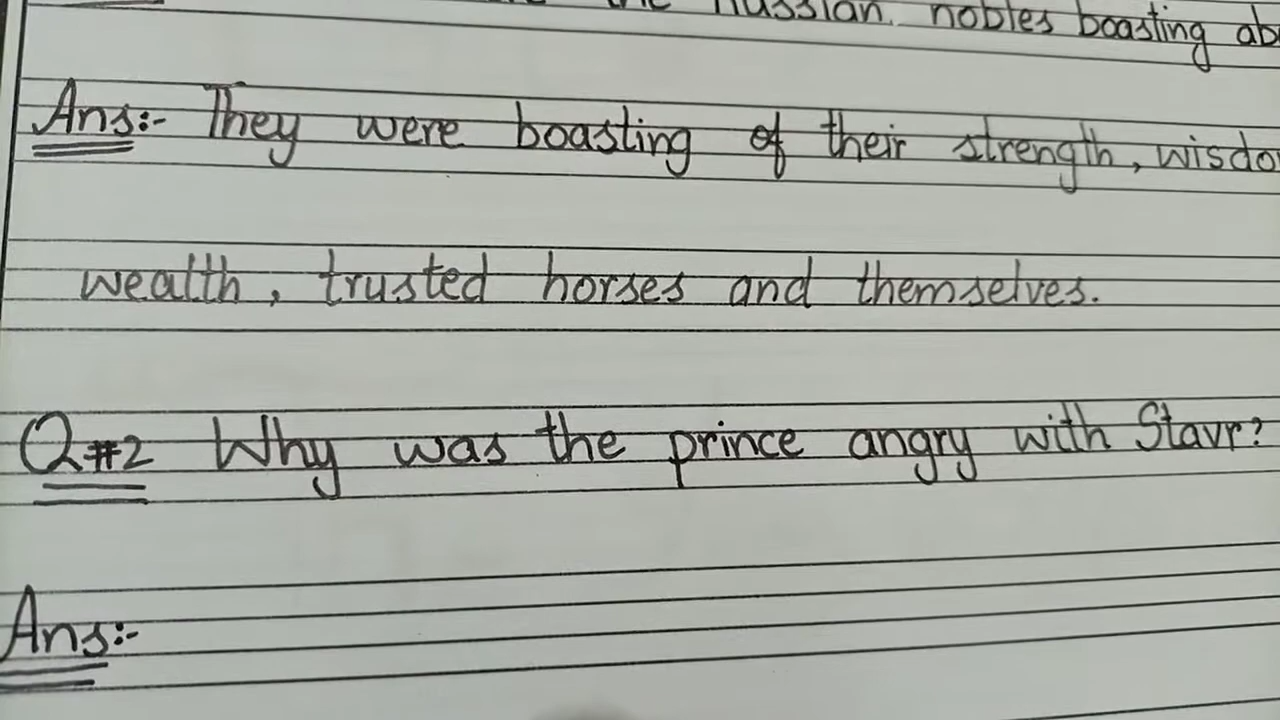 the Russian nobles boasting
Ans:- They were boasting of their strength,
wealth, trusted horses and themselves.
Q#2 Why was the prince angry with Stavr?
Ans:-